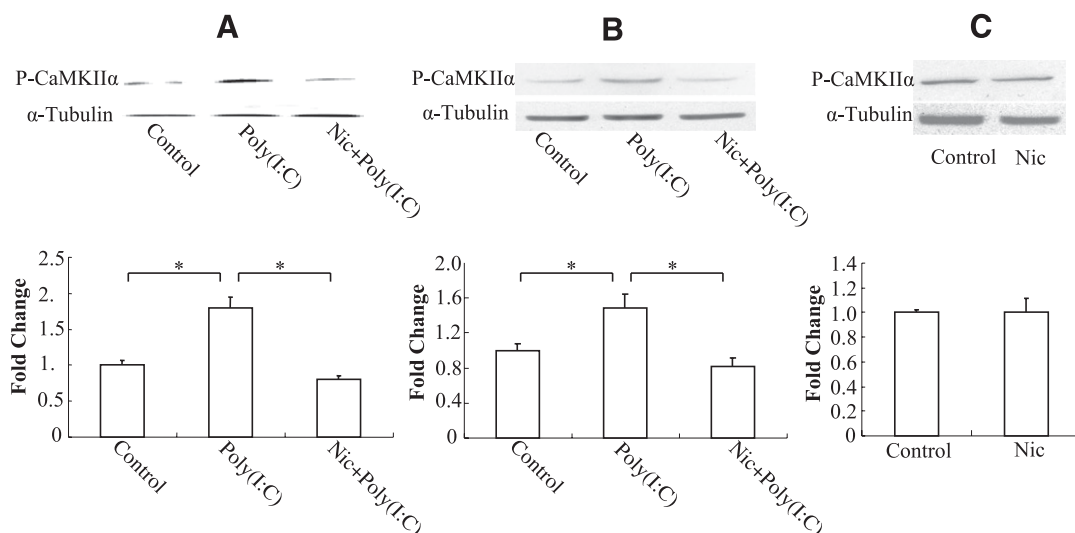 A
P-CaMKIIα
α-Tubulin
Control
Poly(I:C)
Nic+Poly(I:C)
Fold Change
2.5
2
1.5
1.
0.5
0
*
*
Control
Poly(I:C)
Nic+Poly(I:C)
B
P-CaMKIIα
α-Tubulin
Control
Poly(I:C)
Nic+Poly(I:C)
Fold Change
2.0
1.6
1.2
0.8
0.4
0
*
*
Control
Poly(I:C)
Nic+Poly(I:C)
C
P-CaMKIIα
α-Tubulin
Control
Nic
Fold Change
1.4
1.2
1.0
0.8
0.6
0.4
0.2
0
Control
Nic